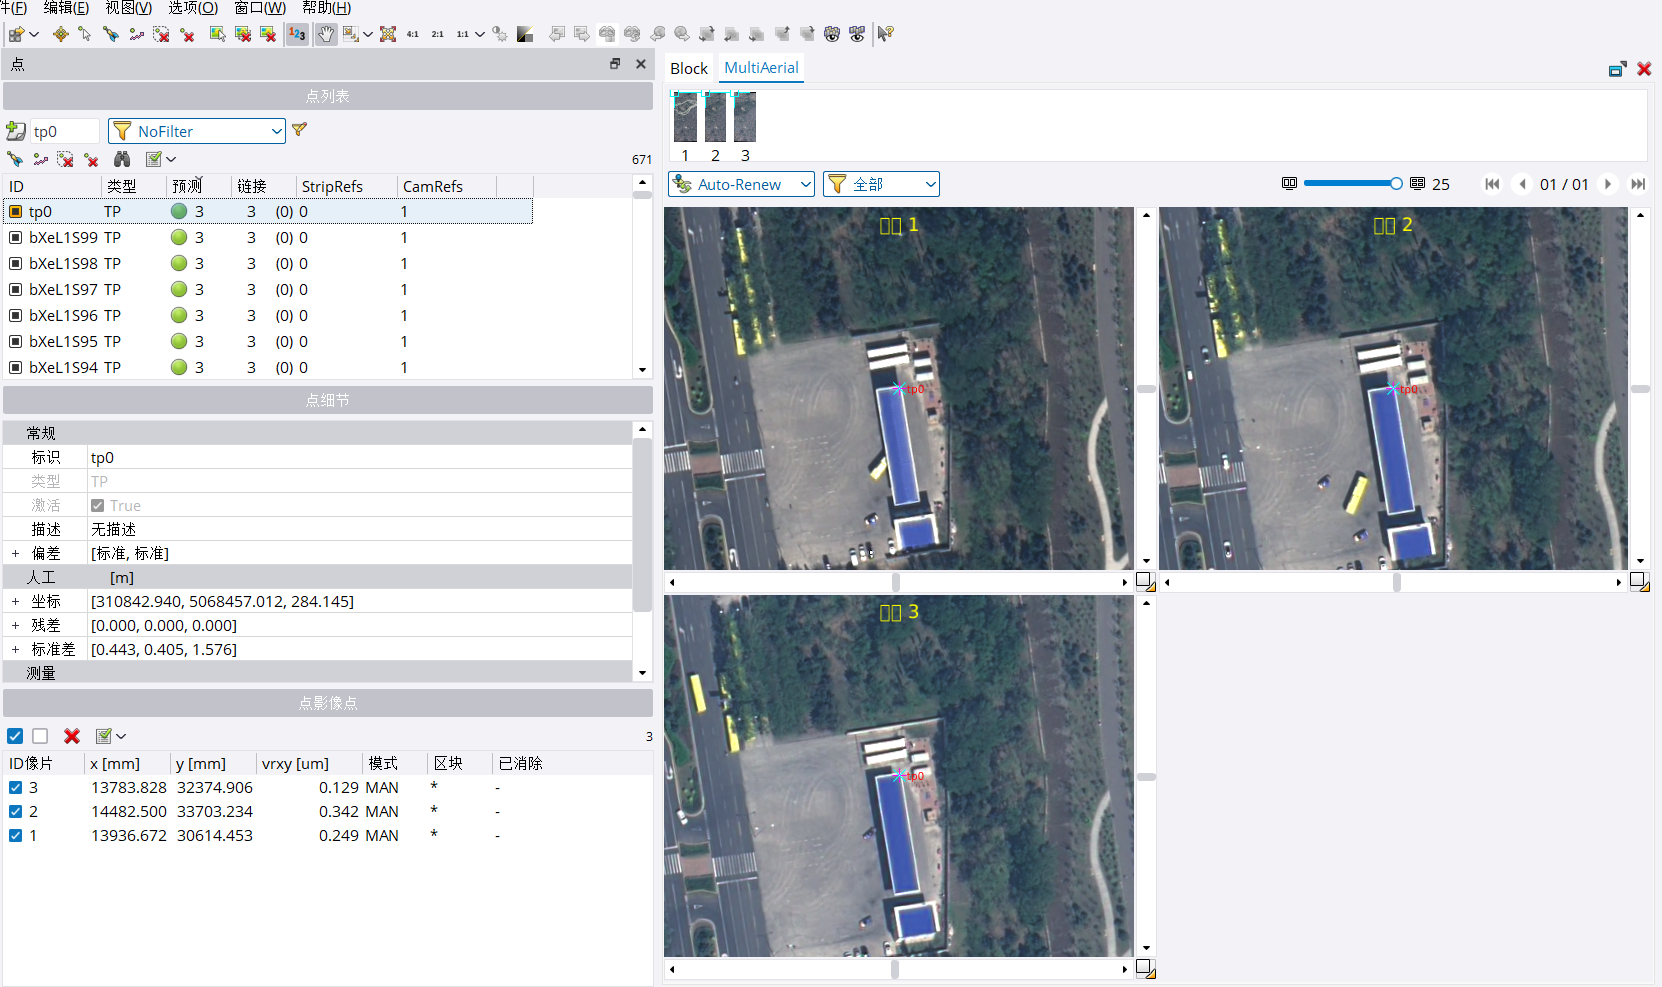 件(F) 编辑(E) 视图(V) 选项(O) 窗口(W) 帮助(H)
123 4:1 2:1 1:1
点
点列表
tp0 NoFilter
671
ID 类型 预测 链接 StripRefs CamRefs
tp0 TP 3 3 (0) 0 1
bXeL1S99 TP 3 3 (0) 0 1
bXeL1S98 TP 3 3 (0) 0 1
bXeL1S97 TP 3 3 (0) 0 1
bXeL1S96 TP 3 3 (0) 0 1
bXeL1S95 TP 3 3 (0) 0 1
bXeL1S94 TP 3 3 (0) 0 1
点细节
常规
标识 tp0
类型 TP
激活 True
描述 无描述
+ 偏差 [标准, 标准]
人工 [m]
+ 坐标 [310842.940, 5068457.012, 284.145]
+ 残差 [0.000, 0.000, 0.000]
+ 标准差 [0.443, 0.405, 1.576]
测量
点影像点
3
ID像片 x [mm] y [mm] vrxy [um] 模式 区块 已消除
3 13783.828 32374.906 0.129 MAN * -
2 14482.500 33703.234 0.342 MAN * -
1 13936.672 30614.453 0.249 MAN * -
Block MultiAerial
1 2 3
Auto-Renew 全部 25 01 / 01
1
tp0
2
tp0
3
tp0